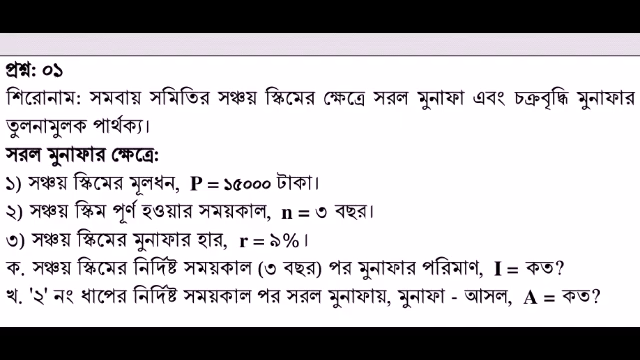 প্রশ্ন: ০১
শিরোনাম: সমবায় সমিতির সঞ্চয় স্কিমের ক্ষেত্রে সরল মুনাফা এবং চক্রবৃদ্ধি মুনাফার
তুলনামুলক পার্থক্য।
সরল মুনাফার ক্ষেত্রে:
১) সঞ্চয় স্কিমের মূলধন, P = ১৫০০০ টাকা।
২) সঞ্চয় স্কিম পূর্ণ হওয়ার সময়কাল, n = ৩ বছর।
৩) সঞ্চয় স্কিমের মুনাফার হার, r = ৯%।
ক. সঞ্চয় স্কিমের নির্দিষ্ট সময়কাল (৩ বছর) পর মুনাফার পরিমাণ, I = কত?
খ. '২' নং ধাপের নির্দিষ্ট সময়কাল পর সরল মুনাফায়, মুনাফা - আসল, A = কত?